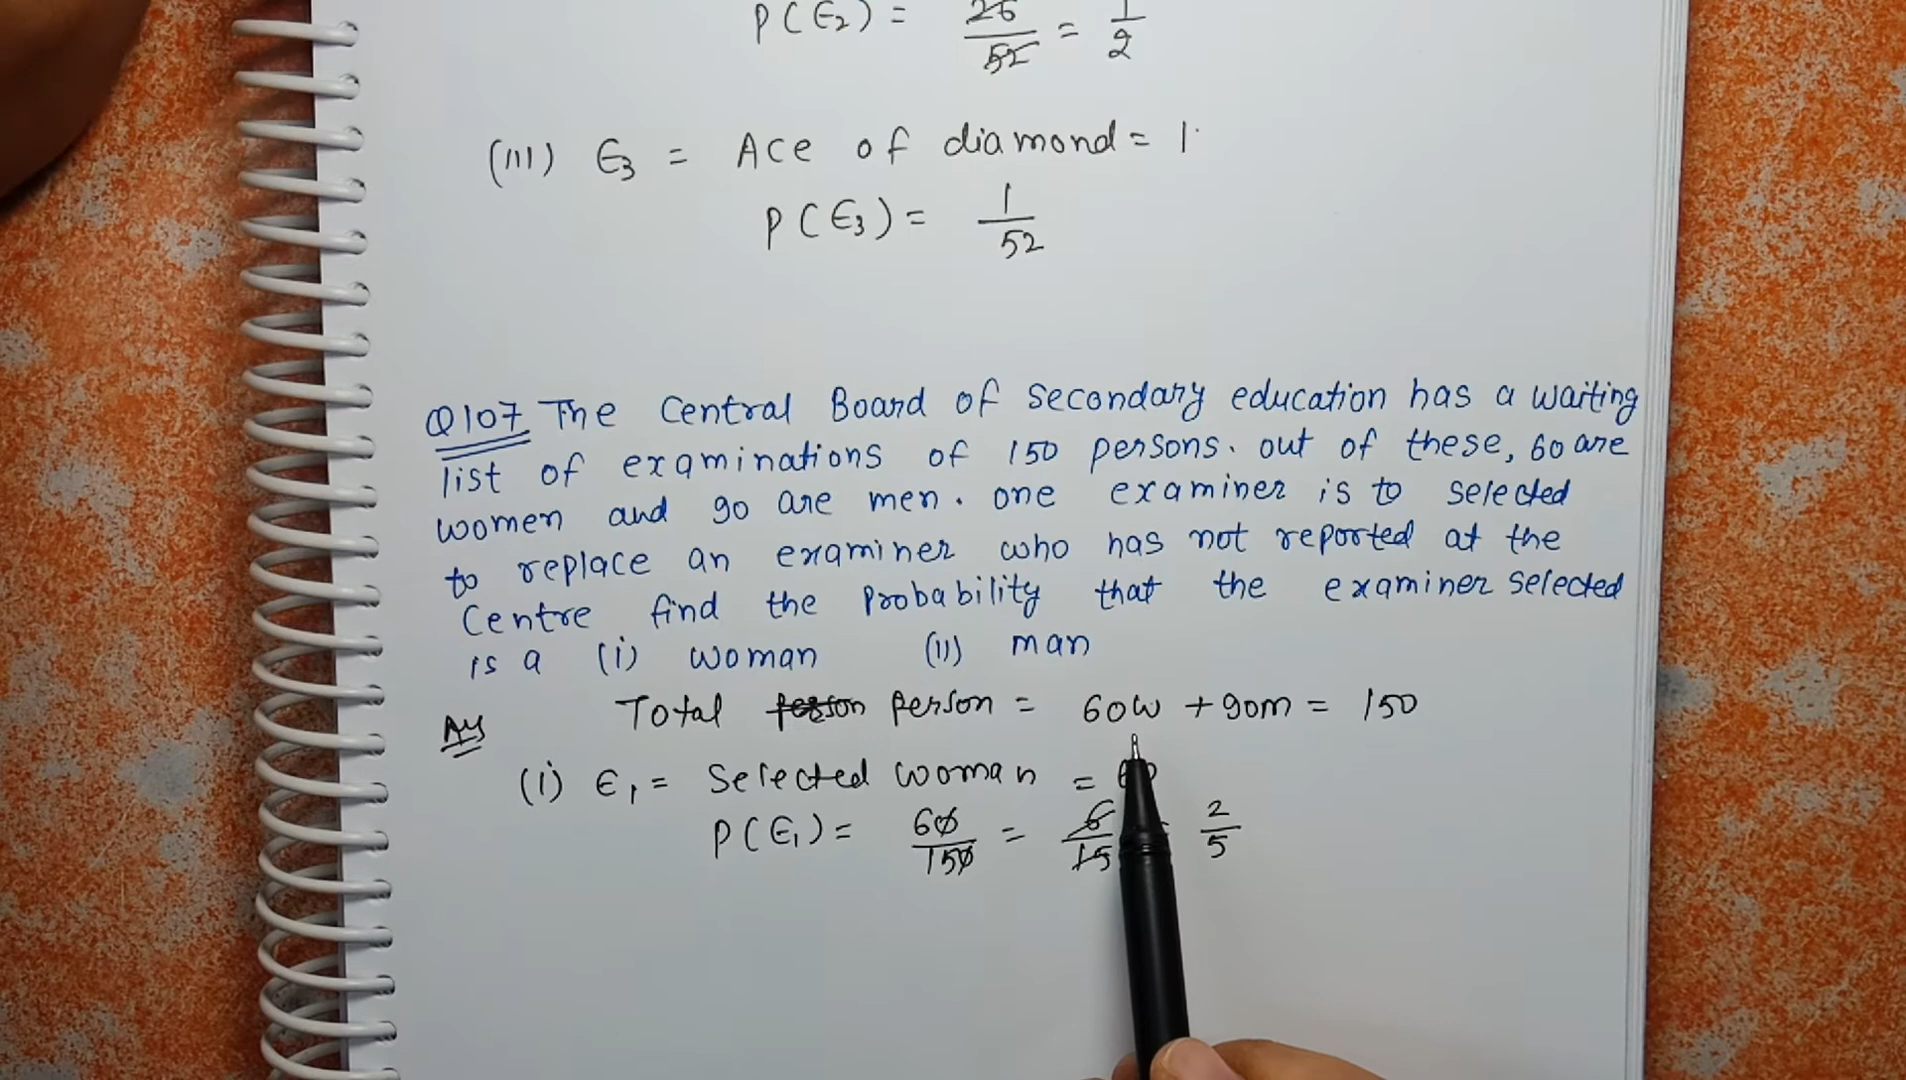 P(E₂) = 26/52 = 1/2
(III) E₃ = Ace of diamond = 1
P(E₃) = 1/52
Q107 The Central Board of secondary education has a waiting
list of examinations of 150 persons. out of these, 60 are
women and 90 are men. one examiner is to selected
to replace an examiner who has not reported at the
Centre find the probability that the examiner selected
is a (i) woman (ii) man
Ans Total person person = 60W + 90m = 150
(i) E₁ = Selected woman = 60
P(E₁) = 60/150 = 6/15 = 2/5